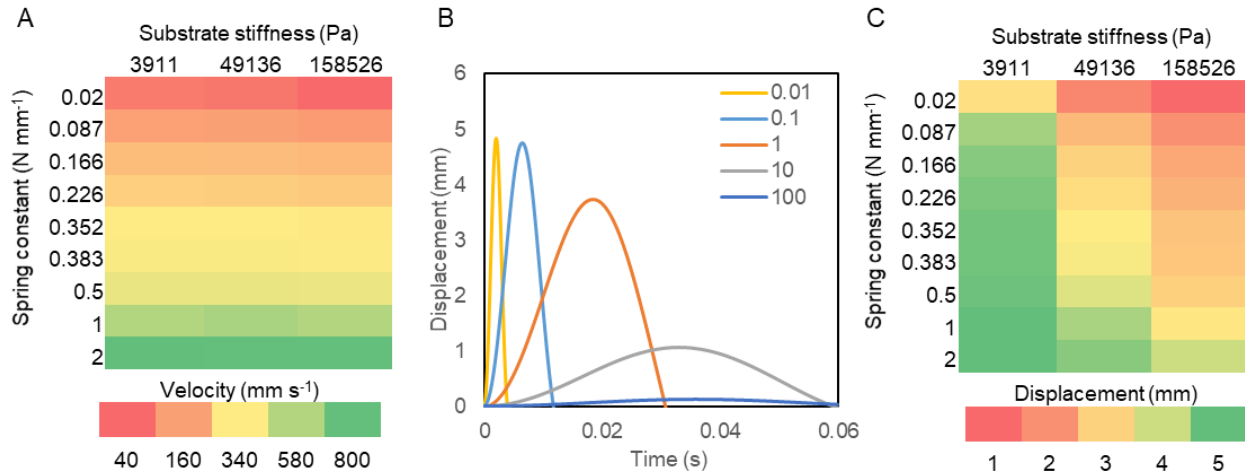 A
Substrate stiffness (Pa)
3911 49136 158526
Spring constant (N mm-1)
0.02
0.087
0.166
0.226
0.352
0.383
0.5
1
2
Velocity (mm s-1)
40 160 340 580 800
B
Displacement (mm)
6
5
4
3
2
1
0
0.01
0.1
1
10
100
0 0.02 0.04 0.06
Time (s)
C
Substrate stiffness (Pa)
3911 49136 158526
Spring constant (N mm-1)
0.02
0.087
0.166
0.226
0.352
0.383
0.5
1
2
Displacement (mm)
1 2 3 4 5